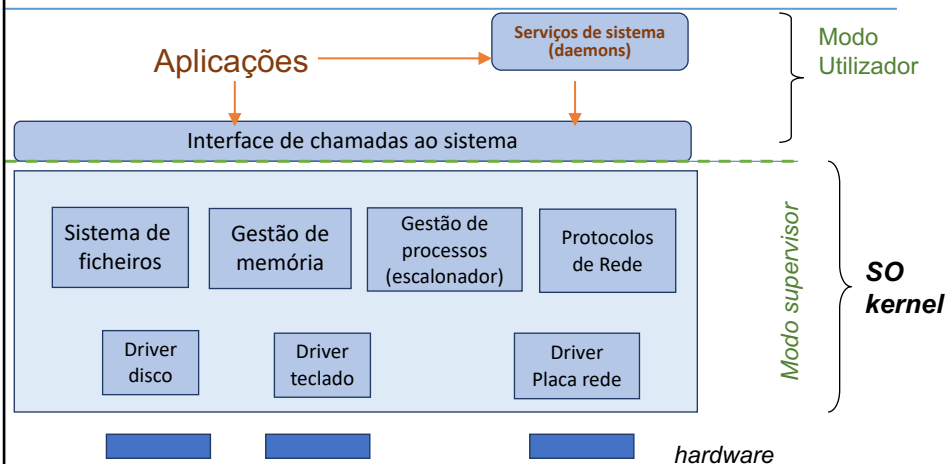 Serviços de sistema
(daemons)
Modo
Utilizador
Aplicações
Interface de chamadas ao sistema
Sistema de
ficheiros
Gestão de
memória
Gestão de
processos
(escalonador)
Protocolos
de Rede
Modo supervisor
SO
kernel
Driver
disco
Driver
teclado
Driver
Placa rede
hardware